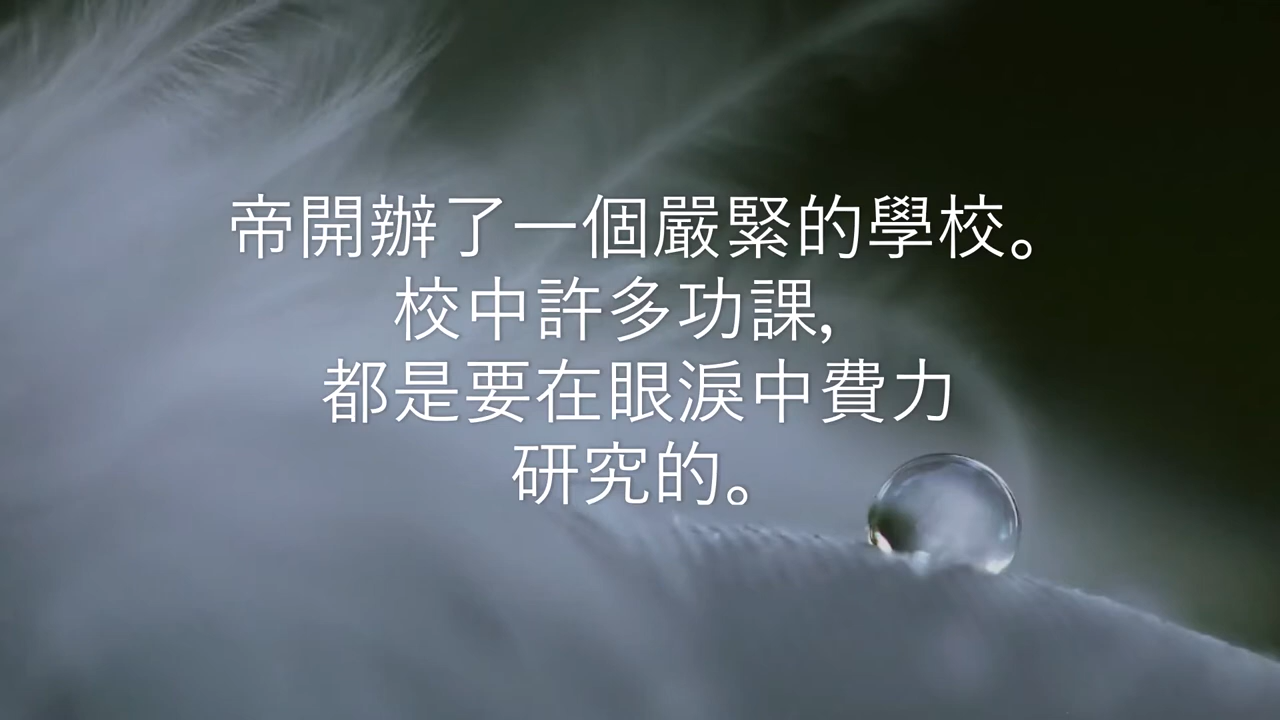 帝開辦了一個嚴緊的學校。
校中許多功課,
都是要在眼淚中費力
研究的。